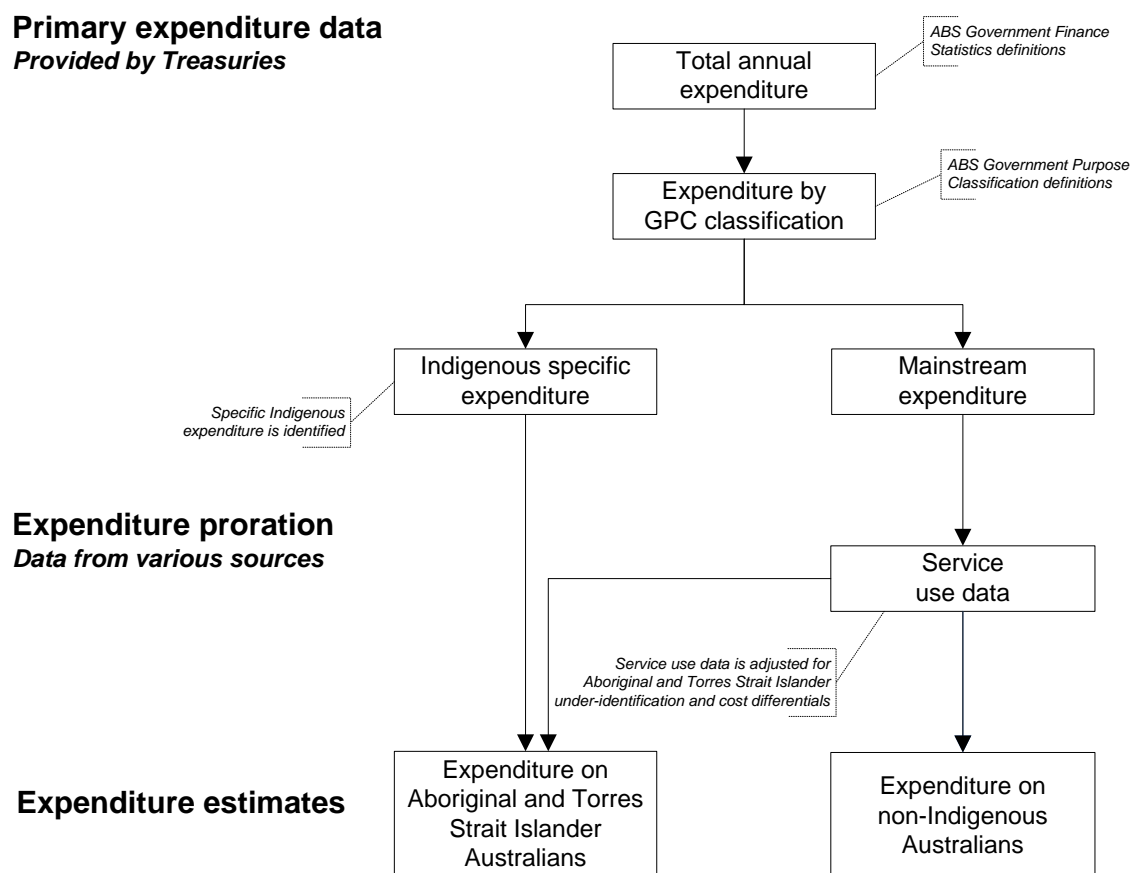 Primary expenditure data
Provided by Treasuries
ABS Government Finance
Statistics definitions
Total annual
expenditure
ABS Government Purpose
Classification definitions
Expenditure by
GPC classification
Indigenous specific
expenditure
Mainstream
expenditure
Specific Indigenous
expenditure is identified
Expenditure proration
Data from various sources
Service
use data
Service use data is adjusted for
Aboriginal and Torres Strait Islander
under-identification and cost differentials
Expenditure estimates
Expenditure on
Aboriginal and Torres
Strait Islander
Australians
Expenditure on
non-Indigenous
Australians